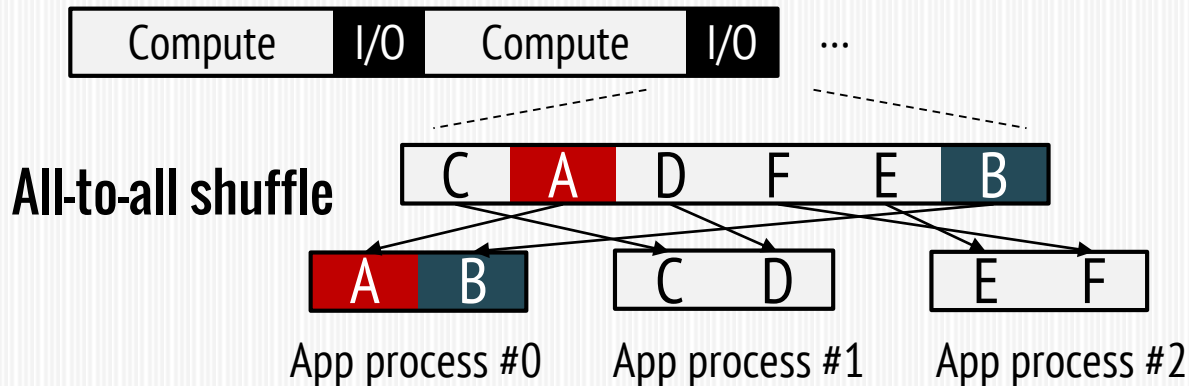 Compute I/O Compute I/O ...
C A D F E B
All-to-all shuffle
A B C D E F
App process #0 App process #1 App process #2